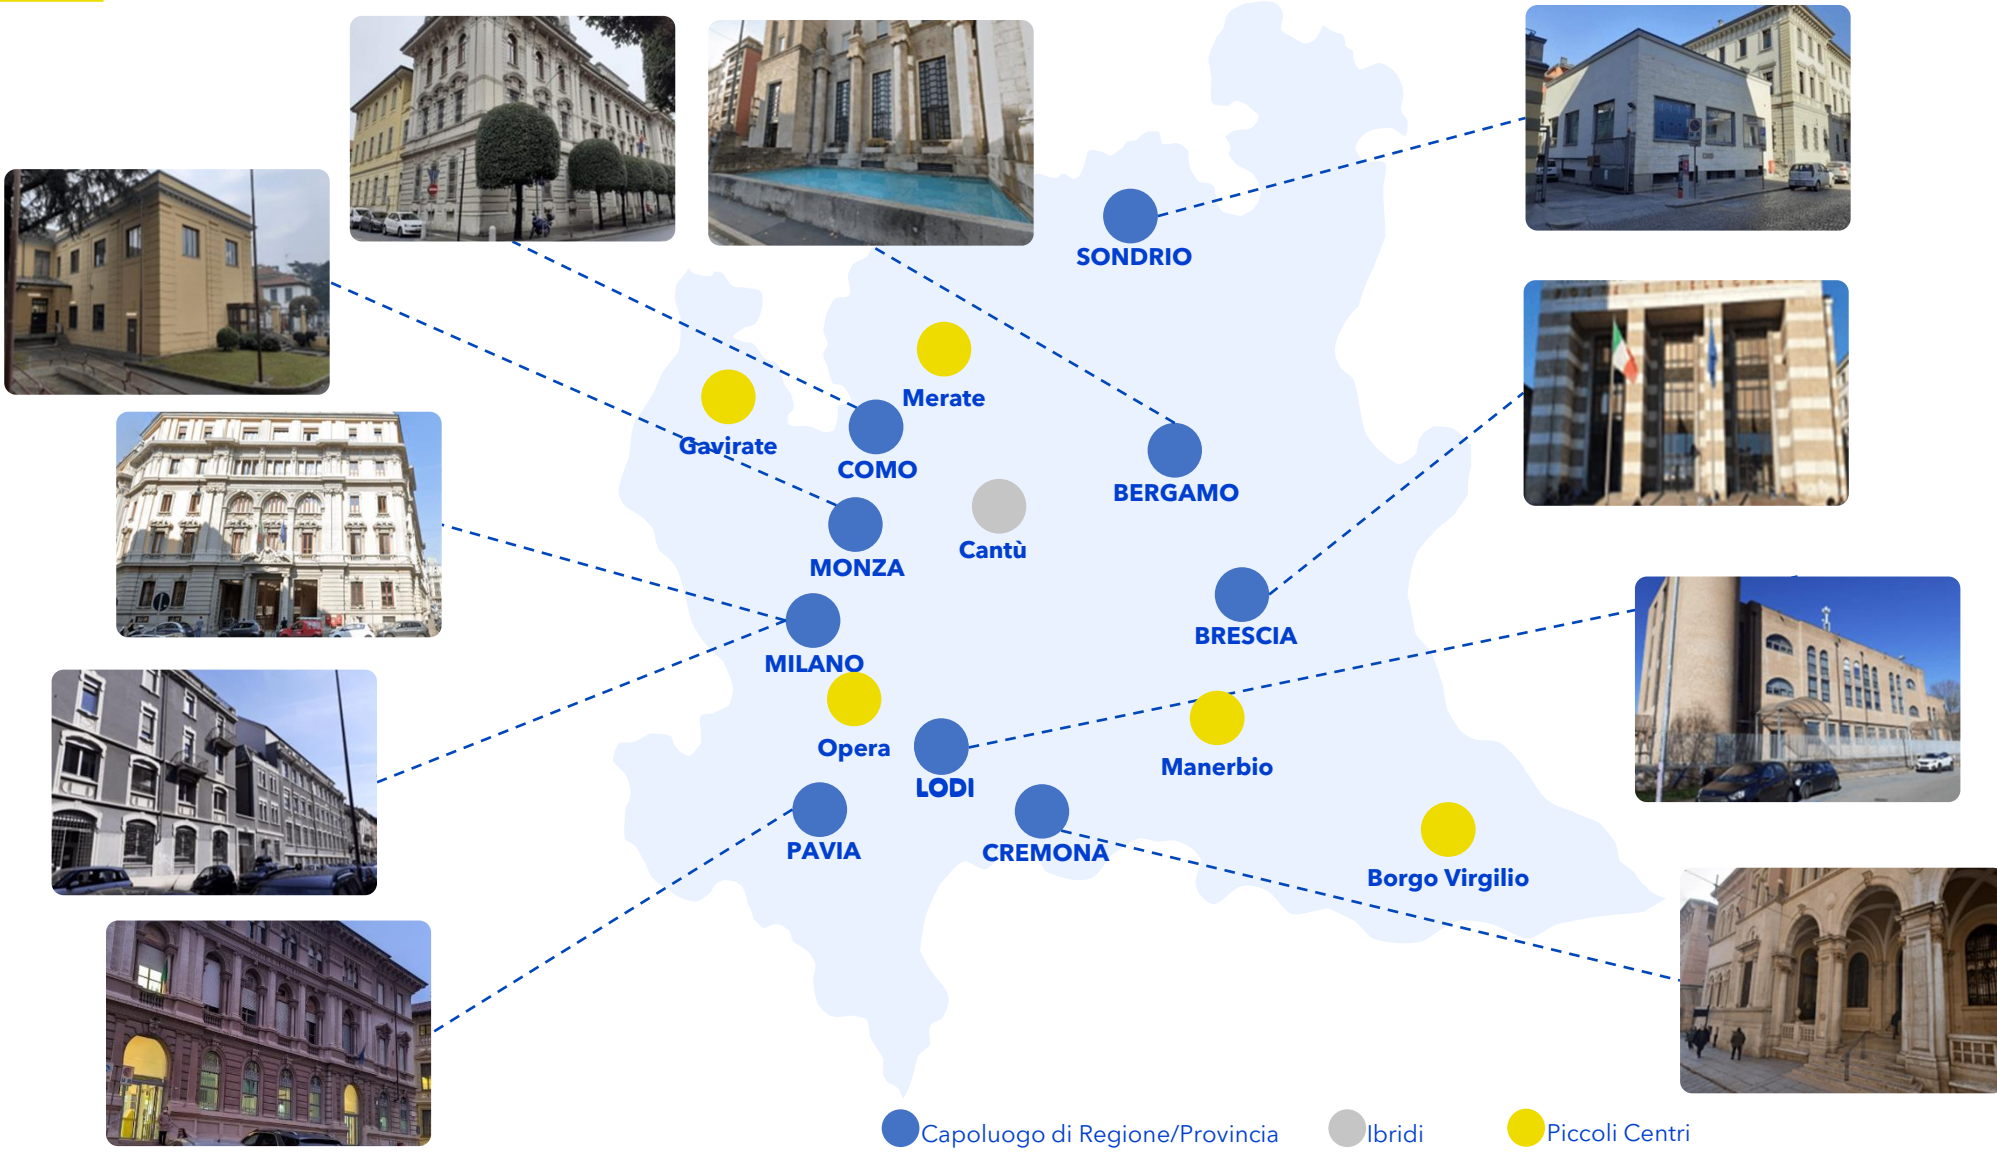 SONDRIO
Merate
Gavirate
COMO
BERGAMO
Cantù
MONZA
BRESCIA
MILANO
Opera
Manerbio
LODI
PAVIA
CREMONA
Borgo Virgilio
Capoluogo di Regione/Provincia
Ibridi
Piccoli Centri